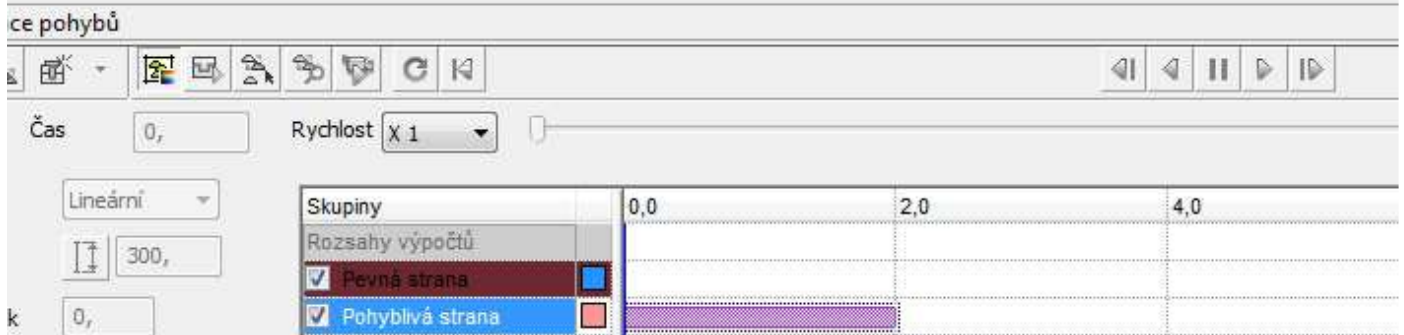 ce pohybů
Čas 0, Rychlost X 1
Lineární
Skupiny 0,0 2,0 4,0
Rozsahy výpočtů
300,
Pevná strana
k 0, Pohyblivá strana